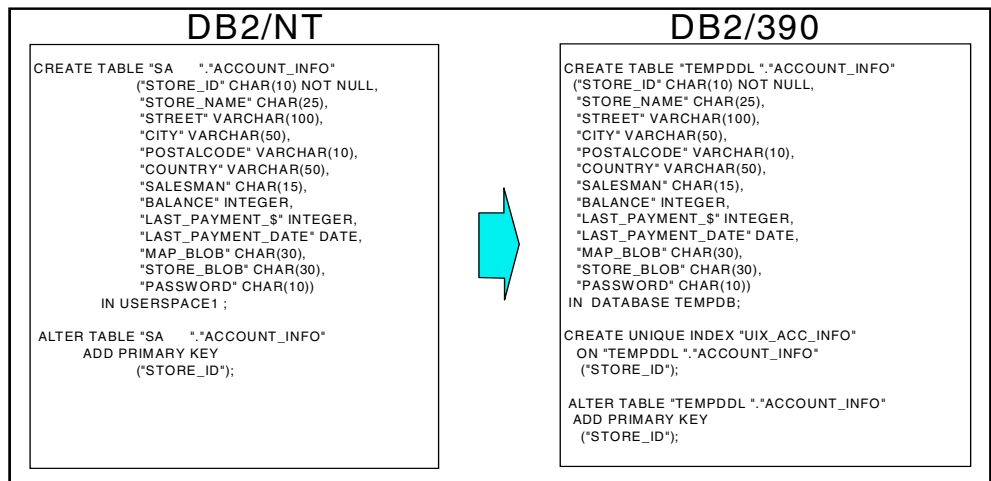 DB2/NT
CREATE TABLE "SA      "."ACCOUNT_INFO"
("STORE_ID" CHAR(10) NOT NULL,
"STORE_NAME" CHAR(25),
"STREET" VARCHAR(100),
"CITY" VARCHAR(50),
"POSTALCODE" VARCHAR(10),
"COUNTRY" VARCHAR(50),
"SALESMAN" CHAR(15),
"BALANCE" INTEGER,
"LAST_PAYMENT_$" INTEGER,
"LAST_PAYMENT_DATE" DATE,
"MAP_BLOB" CHAR(30),
"STORE_BLOB" CHAR(30),
"PASSWORD" CHAR(10))
IN USERSPACE1 ;
ALTER TABLE "SA      "."ACCOUNT_INFO"
ADD PRIMARY KEY
("STORE_ID");
DB2/390
CREATE TABLE "TEMPDDL "."ACCOUNT_INFO"
("STORE_ID" CHAR(10) NOT NULL,
"STORE_NAME" CHAR(25),
"STREET" VARCHAR(100),
"CITY" VARCHAR(50),
"POSTALCODE" VARCHAR(10),
"COUNTRY" VARCHAR(50),
"SALESMAN" CHAR(15),
"BALANCE" INTEGER,
"LAST_PAYMENT_$" INTEGER,
"LAST_PAYMENT_DATE" DATE,
"MAP_BLOB" CHAR(30),
"STORE_BLOB" CHAR(30),
"PASSWORD" CHAR(10))
IN  DATABASE TEMPDB;
CREATE UNIQUE INDEX "UIX_ACC_INFO"
ON "TEMPDDL "."ACCOUNT_INFO"
("STORE_ID");
ALTER TABLE "TEMPDDL "."ACCOUNT_INFO"
ADD PRIMARY KEY
("STORE_ID");